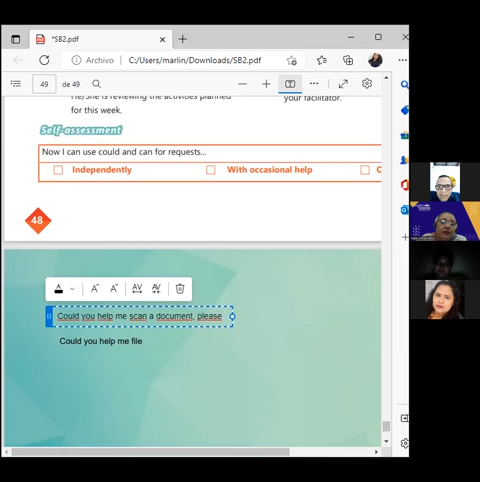 *SB2.pdf
Archivo
C:/Users/marlin/Downloads/SB2.pdf
49
de 49
He/She is reviewing the activities planned
for this week.
your facilitator.
Self-assessment
Now I can use could and can for requests...
Independently
With occasional help
48
Could you help me scan a document, please
Could you help me file